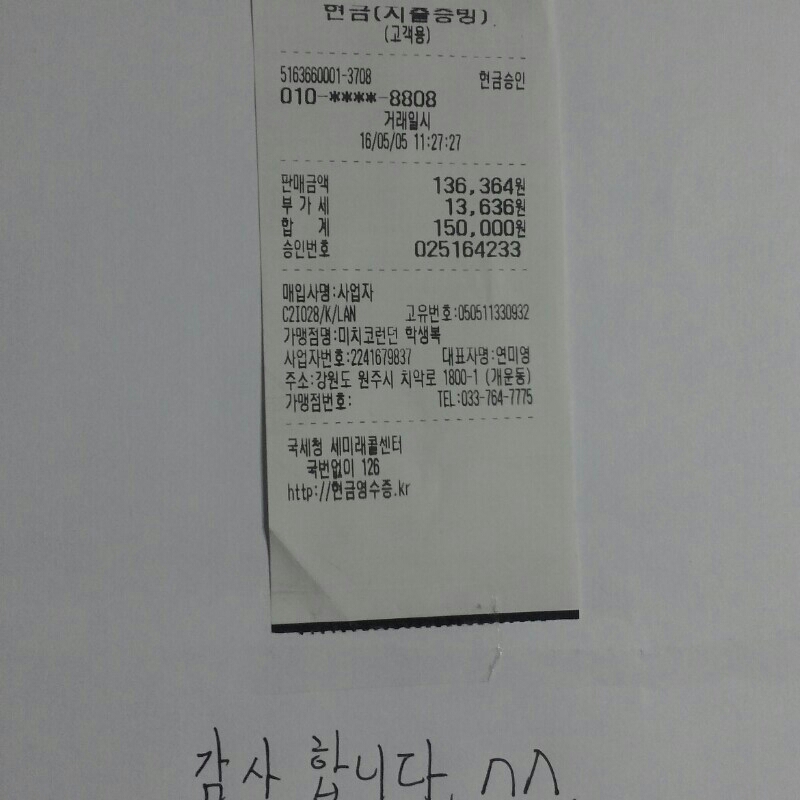 현금(지출증빙)
(고객용)
5163660001-3708 현금승인
010-****-8808
거래일시
16/05/05 11:27:27
판매금액 136,364원
부 가 세 13,636원
합 계 150,000원
승인번호 025164233
매입사명:사업자
C2I028/K/LAN 고유번호:050511330932
가맹점명:미치코런던 학생복
사업자번호:2241679837 대표자명:연미영
주소:강원도 원주시 치악로 1800-1 (개운동)
가맹점번호: TEL:033-764-7775
국세청 세미래콜센터
국번없이 126
http://현금영수증.kr
감사 합니다. ^^.